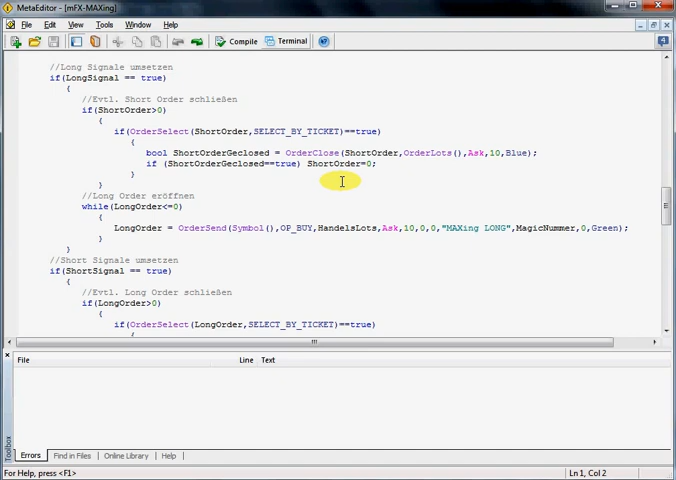 MetaEditor - [mFX-MAXing]
File Edit View Tools Window Help
Compile Terminal 4
//Long Signale umsetzen
if(LongSignal == true)
{
//Evtl. Short Order schließen
if(ShortOrder>0)
{
if(OrderSelect(ShortOrder,SELECT_BY_TICKET)==true)
{
bool ShortOrderGeclosed = OrderClose(ShortOrder,OrderLots(),Ask,10,Blue);
if (ShortOrderGeclosed==true) ShortOrder=0;
}
}
//Long Order eröffnen
while(LongOrder<=0)
{
LongOrder = OrderSend(Symbol(),OP_BUY,HandelsLots,Ask,10,0,0,"MAXing LONG",MagicNummer,0,Green);
}
}
//Short Signale umsetzen
if(ShortSignal == true)
{
//Evtl. Long Order schließen
if(LongOrder>0)
{
if(OrderSelect(LongOrder,SELECT_BY_TICKET)==true)
{
File Line Text
Toolbox
Errors Find in Files Online Library Help
For Help, press <F1> Ln 1, Col 2